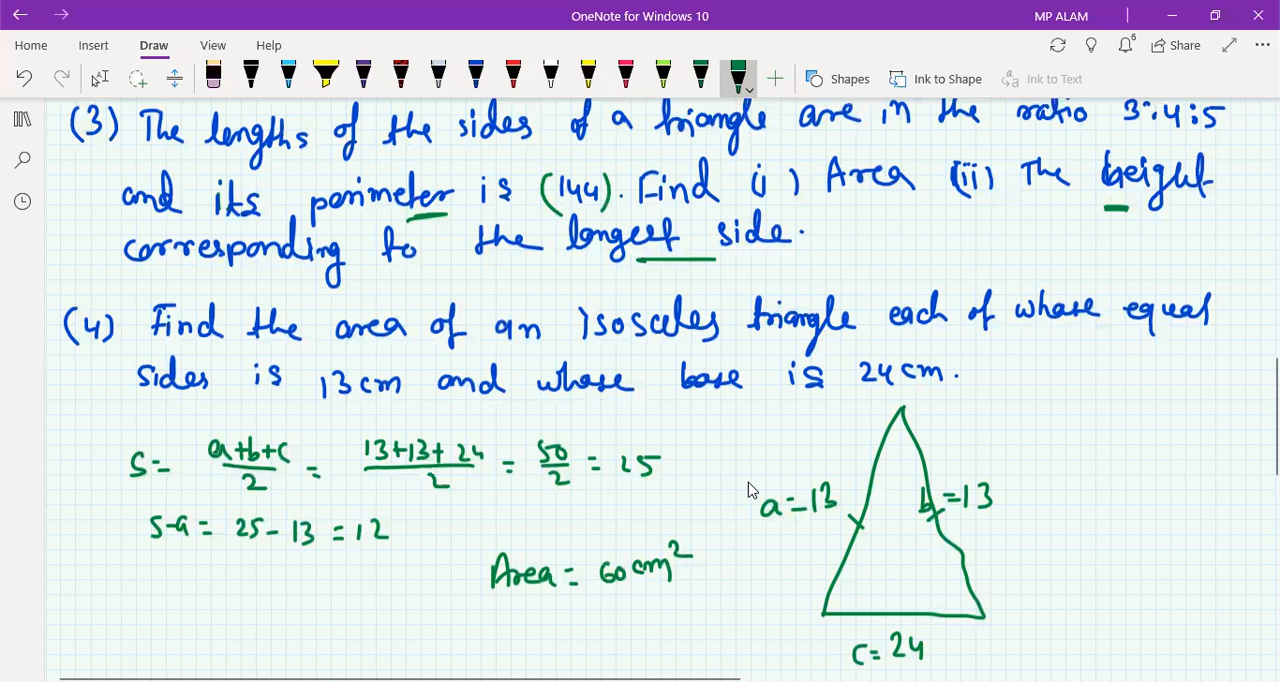 OneNote for Windows 10
MP ALAM
Home Insert Draw View Help
6
Share
Shapes
Ink to Shape
Ink to Text
(3) The lengths of the sides of a triangle are in the ratio 3:4:5
and its perimeter is (144). Find (i) Area (ii) The height
corresponding to the longest side.
(4) Find the area of an Isosceles triangle each of whose equal
sides is 13cm and whose base is 24cm.
S = a+b+c/2 = 13+13+24/2 = 50/2 = 25
s-a = 25-13 = 12
Area = 60cm²
a=13
b=13
c=24